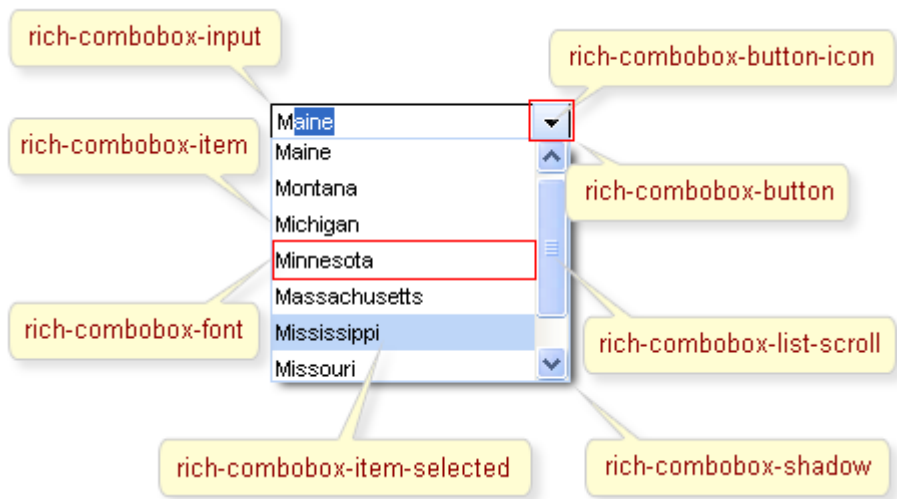 rich-combobox-input
rich-combobox-button-icon
Maine
rich-combobox-item
Maine
Montana
rich-combobox-button
Michigan
Minnesota
Massachusetts
rich-combobox-font
Mississippi
rich-combobox-list-scroll
Missouri
rich-combobox-item-selected
rich-combobox-shadow